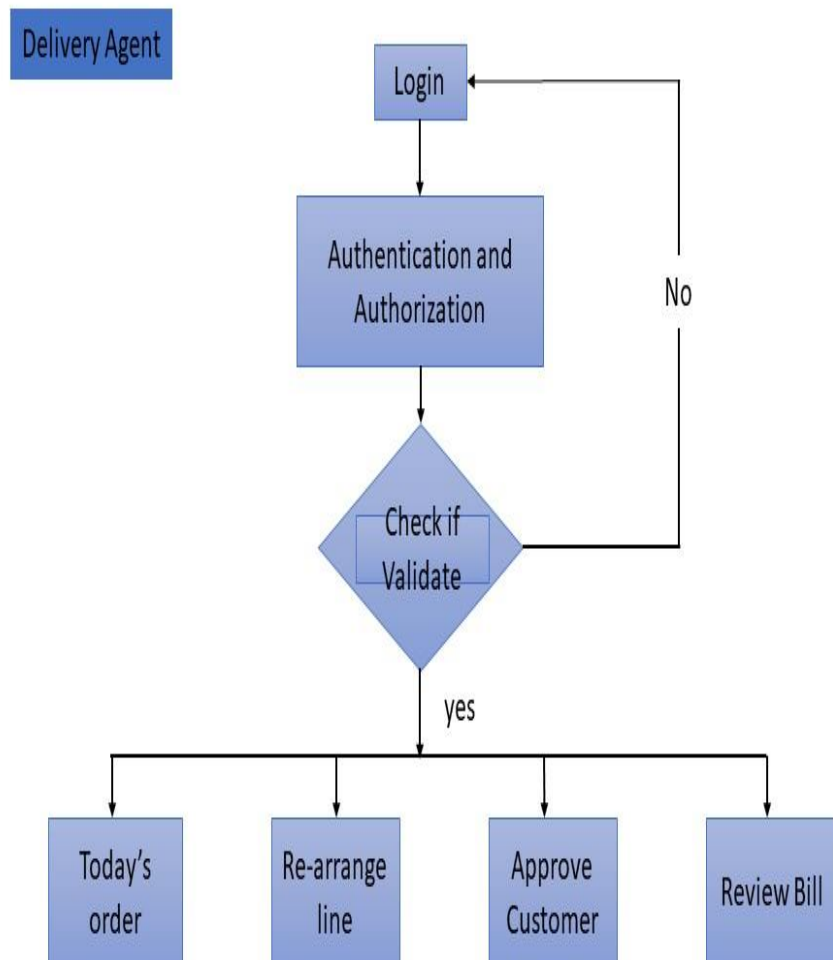 Delivery Agent
Login
Authentication and
Authorization
No
Check if
Validate
yes
Today's
order
Re-arrange
line
Approve
Customer
Review Bill